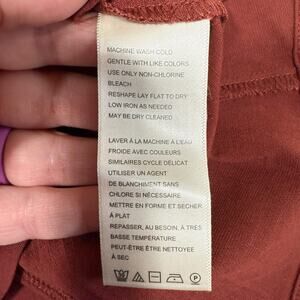 MACHINE WASH COLD
GENTLE WITH LIKE COLORS
USE ONLY NON-CHLORINE
BLEACH
RESHAPE LAY FLAT TO DRY
LOW IRON AS NEEDED
MAY BE DRY CLEANED
LAVER À LA MACHINE À L'EAU
FROIDE AVEC COULEURS
SIMILAIRES CYCLE DÉLICAT
UTILISER UN AGENT
DE BLANCHIMENT SANS
CHLORE SI NÉCESSAIRE
METTRE EN FORME ET SECHER
À PLAT
REPASSER, AU BESOIN, À TRÈS
BASSE TEMPÉRATURE
PEUT-ÊTRE ÊTRE NETTOYÉE
À SEC
P